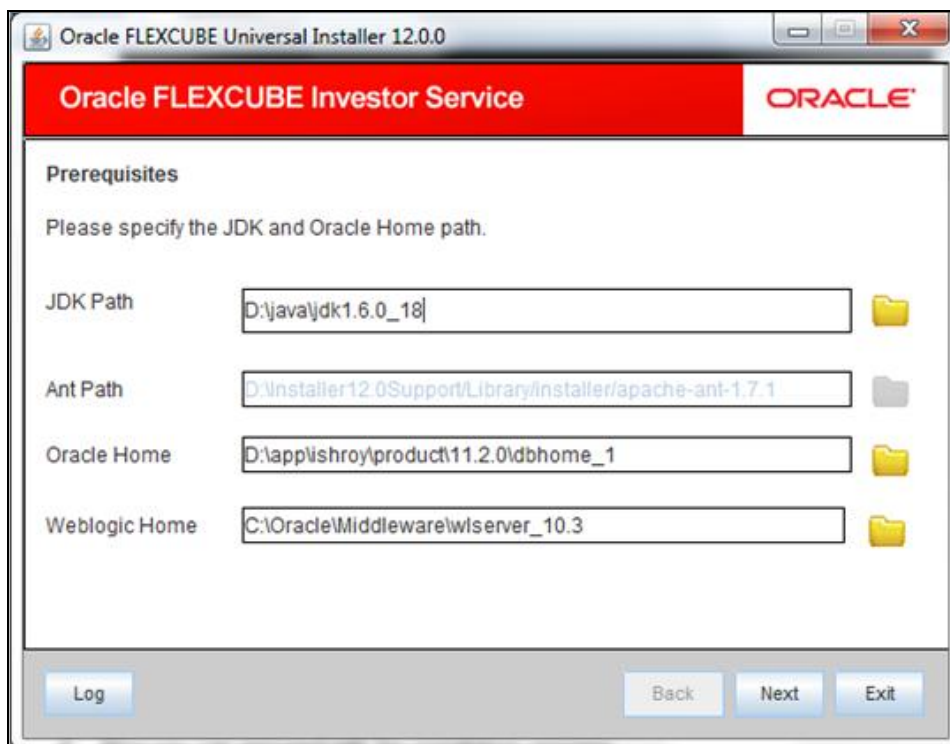 Oracle FLEXCUBE Universal Installer 12.0.0
Oracle FLEXCUBE Investor Service
ORACLE
Prerequisites
Please specify the JDK and Oracle Home path.
JDK Path
D:\java\jdk1.6.0_18
Ant Path
D:\Installer12.0Support/Library/installer/apache-ant-1.7.1
Oracle Home
D:\app\ishroy\product\11.2.0\dbhome_1
Weblogic Home
C:\Oracle\Middleware\wlserver_10.3
Log
Back
Next
Exit